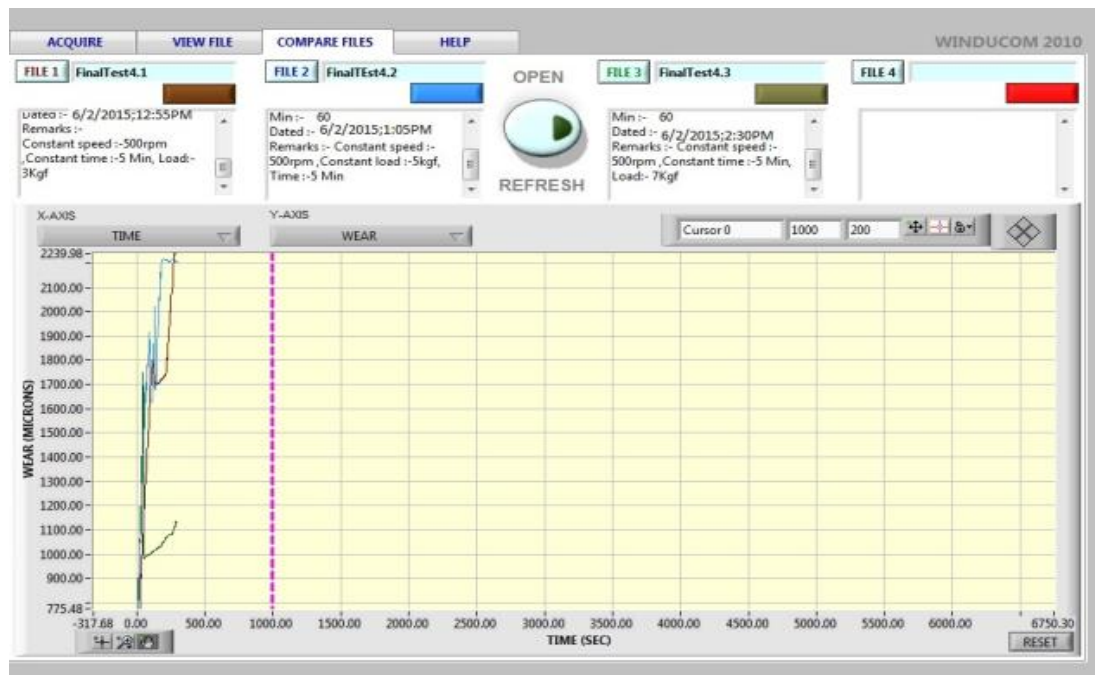 ACQUIRE VIEW FILE COMPARE FILES HELP WINDUCOM 2010
FILE 1 FinalTest4.1
Dated :- 6/2/2015;12:55PM
Remarks :-
Constant speed :-500rpm
,Constant time :-5 Min, Load:-
3Kgf
FILE 2 FinalTEst4.2
Min :- 60
Dated :- 6/2/2015;1:05PM
Remarks :- Constant speed :-
500rpm ,Constant load :-5kgf,
Time :-5 Min
OPEN
REFRESH
FILE 3 FinalTest4.3
Min :- 60
Dated :- 6/2/2015;2:30PM
Remarks :- Constant speed :-
500rpm ,Constant time :-5 Min,
Load:- 7Kgf
FILE 4
X-AXIS
TIME
Y-AXIS
WEAR
Cursor 0 1000 200
WEAR (MICRONS)
2239.98
2100.00
2000.00
1900.00
1800.00
1700.00
1600.00
1500.00
1400.00
1300.00
1200.00
1100.00
1000.00
900.00
775.48
-317.68 0.00 500.00 1000.00 1500.00 2000.00 2500.00 3000.00 3500.00 4000.00 4500.00 5000.00 5500.00 6000.00 6750.30
TIME (SEC)
RESET